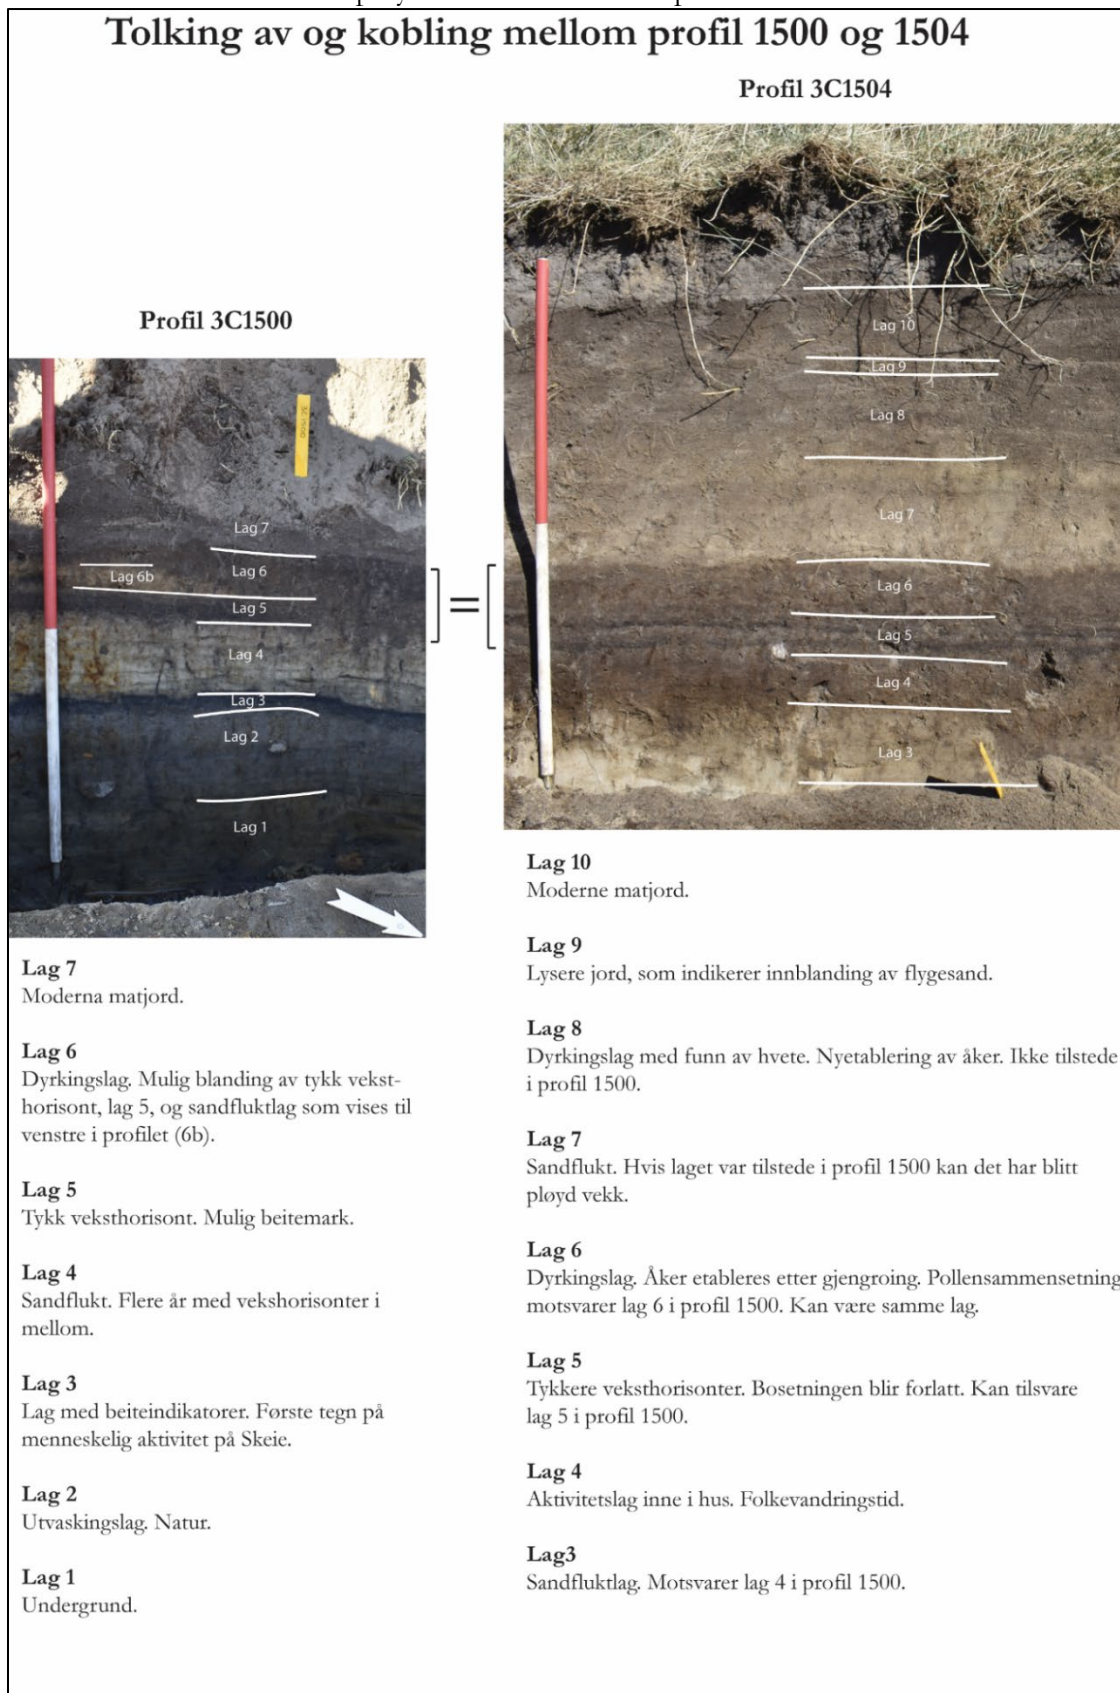 Tolking av og kobling mellom profil 1500 og 1504
Profil 3C1504
Lag 10
Lag 9
Lag 8
Lag 7
Lag 6
Lag 5
Lag 4
Lag 3
Profil 3C1500
3C1500
Lag 7
Lag 6
Lag 6b
Lag 5
Lag 4
Lag 3
Lag 2
Lag 1
=
Lag 7
Moderna matjord.
Lag 6
Dyrkingslag. Mulig blanding av tykk vekst-
horisont, lag 5, og sandfluktlag som vises til
venstre i profilet (6b).
Lag 5
Tykk veksthorisont. Mulig beitemark.
Lag 4
Sandflukt. Flere år med vekshorisonter i
mellom.
Lag 3
Lag med beiteindikatorer. Første tegn på
menneskelig aktivitet på Skeie.
Lag 2
Utvaskingslag. Natur.
Lag 1
Undergrund.
Lag 10
Moderne matjord.
Lag 9
Lysere jord, som indikerer innblanding av flygesand.
Lag 8
Dyrkingslag med funn av hvete. Nyetablering av åker. Ikke tilstede
i profil 1500.
Lag 7
Sandflukt. Hvis laget var tilstede i profil 1500 kan det har blitt
pløyd vekk.
Lag 6
Dyrkingslag. Åker etableres etter gjengroing. Pollensammensetning
motsvarer lag 6 i profil 1500. Kan være samme lag.
Lag 5
Tykkere veksthorisonter. Bosetningen blir forlatt. Kan tilsvare
lag 5 i profil 1500.
Lag 4
Aktivitetslag inne i hus. Folkevandringstid.
Lag3
Sandfluktlag. Motsvarer lag 4 i profil 1500.